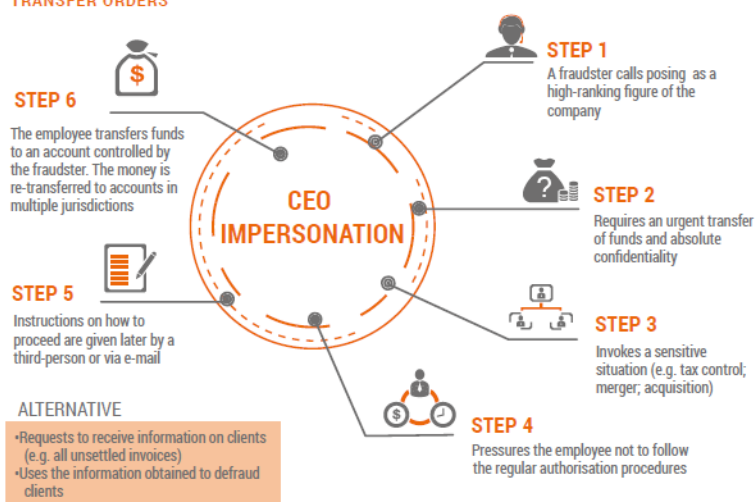 TRANSFER ORDERS
STEP 1
A fraudster calls posing as a
high-ranking figure of the
company
STEP 2
Requires an urgent transfer
of funds and absolute
confidentiality
STEP 3
Invokes a sensitive
situation (e.g. tax control;
merger; acquisition)
STEP 4
Pressures the employee not to follow
the regular authorisation procedures
STEP 5
Instructions on how to
proceed are given later by a
third-person or via e-mail
STEP 6
The employee transfers funds
to an account controlled by
the fraudster. The money is
re-transferred to accounts in
multiple jurisdictions
CEO
IMPERSONATION
$
?
$
ALTERNATIVE
•Requests to receive information on clients
(e.g. all unsettled invoices)
•Uses the information obtained to defraud
clients